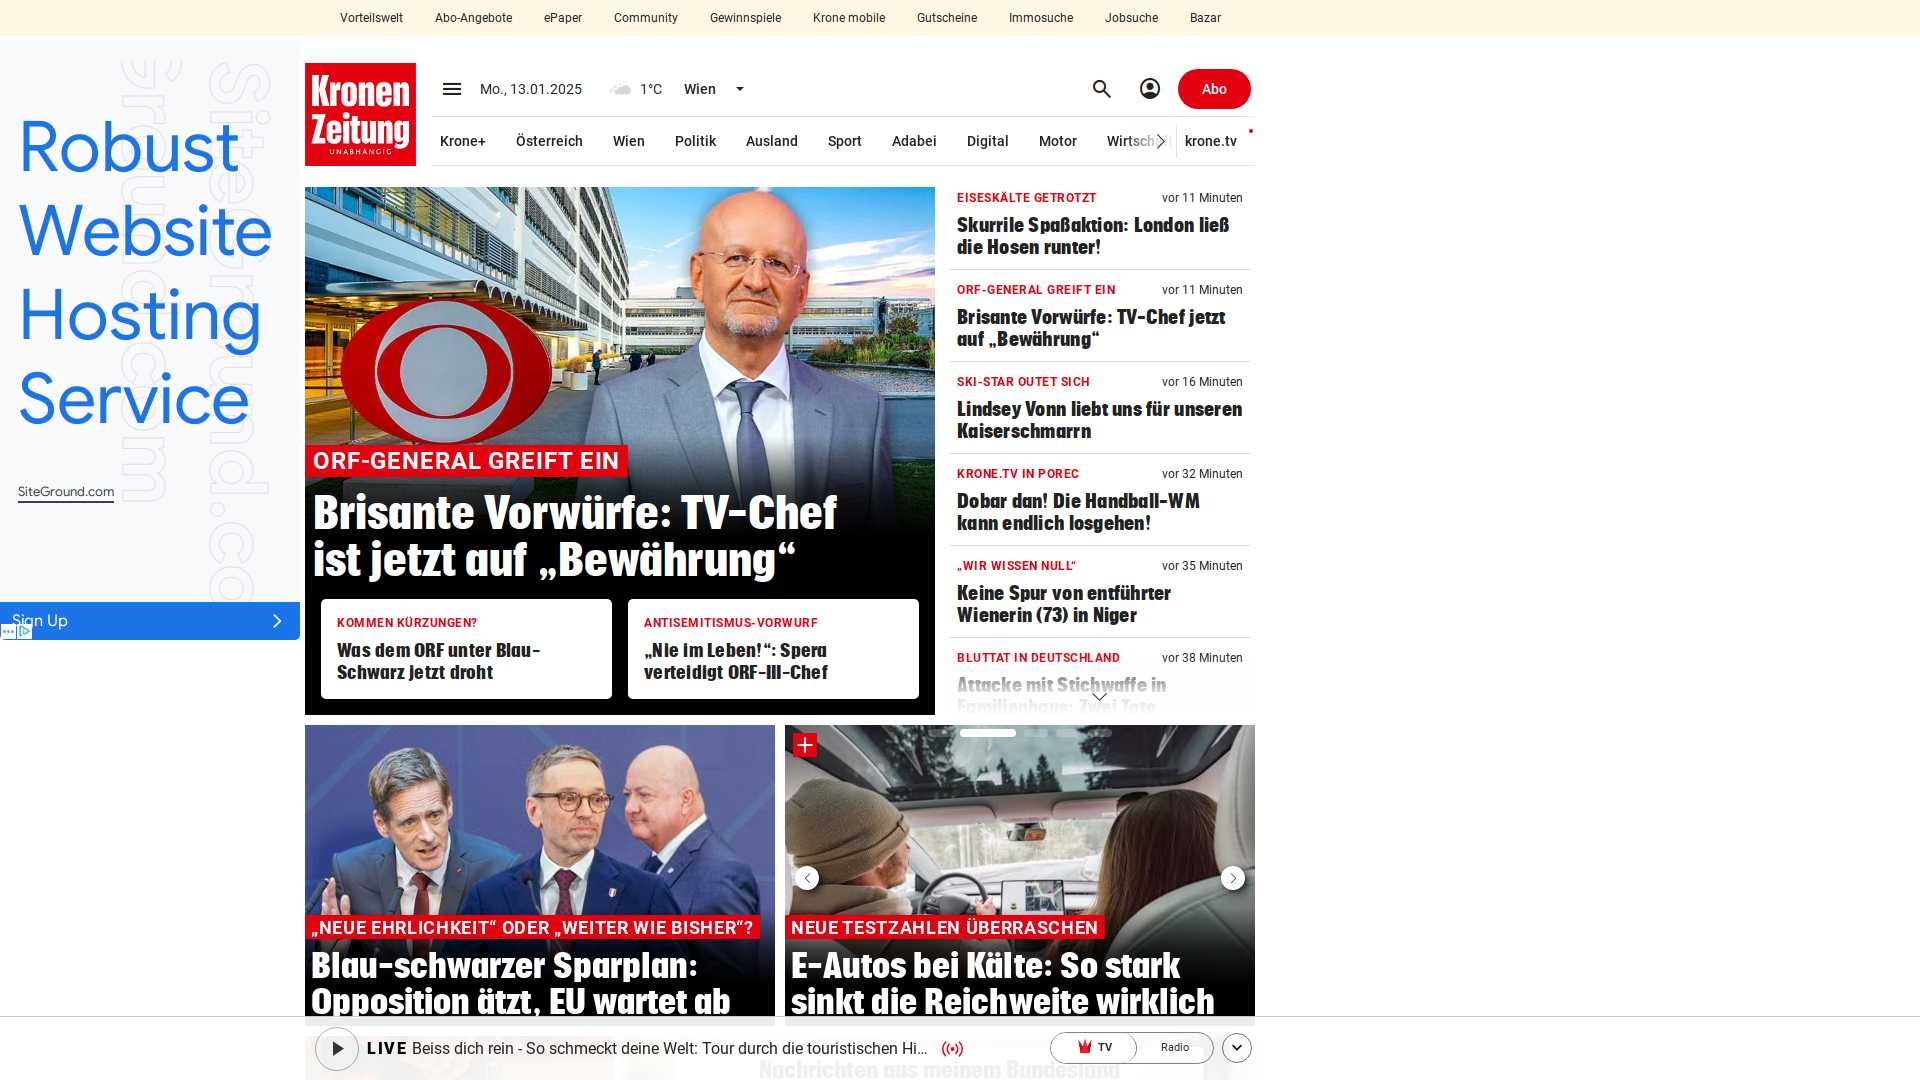 Vorteilswelt Abo-Angebote ePaper Community Gewinnspiele Krone mobile Gutscheine Immosuche Jobsuche Bazar
Robust
Website
Hosting
Service
SiteGround.com
SiteGround.co
Ground.com
Sign Up
Kronen
Zeitung
UNABHÄNGIG
Mo., 13.01.2025 1°C Wien
Abo
Krone+ Österreich Wien Politik Ausland Sport Adabei Digital Motor Wirtschaft krone.tv
ORF-GENERAL GREIFT EIN
Brisante Vorwürfe: TV-Chef
ist jetzt auf „Bewährung“
KOMMEN KÜRZUNGEN?
Was dem ORF unter Blau-
Schwarz jetzt droht
ANTISEMITISMUS-VORWURF
„Nie im Leben!“: Spera
verteidigt ORF-III-Chef
EISESKÄLTE GETROTZT vor 11 Minuten
Skurrile Spaßaktion: London ließ
die Hosen runter!
ORF-GENERAL GREIFT EIN vor 11 Minuten
Brisante Vorwürfe: TV-Chef jetzt
auf „Bewährung“
SKI-STAR OUTET SICH vor 16 Minuten
Lindsey Vonn liebt uns für unseren
Kaiserschmarrn
KRONE.TV IN POREC vor 32 Minuten
Dobar dan! Die Handball-WM
kann endlich losgehen!
„WIR WISSEN NULL“ vor 35 Minuten
Keine Spur von entführter
Wienerin (73) in Niger
BLUTTAT IN DEUTSCHLAND vor 38 Minuten
Attacke mit Stichwaffe in
Familienhaus: Zwei Tote
„NEUE EHRLICHKEIT“ ODER „WEITER WIE BISHER“?
Blau-schwarzer Sparplan:
Opposition ätzt, EU wartet ab
NEUE TESTZAHLEN ÜBERRASCHEN
E-Autos bei Kälte: So stark
sinkt die Reichweite wirklich
LIVE Beiss dich rein - So schmeckt deine Welt: Tour durch die touristischen Hi...
TV Radio
Nachrichten aus meinem Bundesland